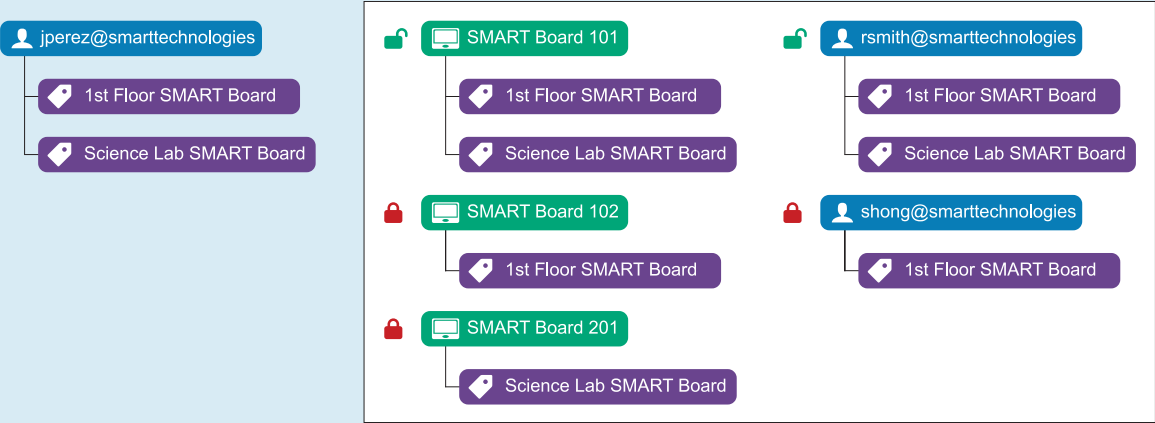 jperez@smarttechnologies
1st Floor SMART Board
Science Lab SMART Board
SMART Board 101
1st Floor SMART Board
Science Lab SMART Board
SMART Board 102
1st Floor SMART Board
SMART Board 201
Science Lab SMART Board
rsmith@smarttechnologies
1st Floor SMART Board
Science Lab SMART Board
shong@smarttechnologies
1st Floor SMART Board